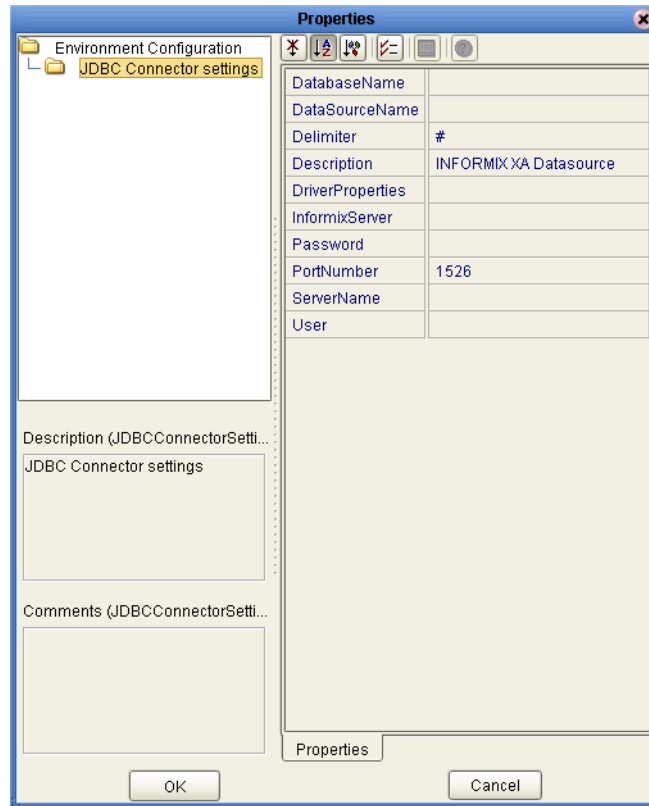 Properties
Environment Configuration
JDBC Connector settings
DatabaseName
DataSourceName
Delimiter #
Description INFORMIX XA Datasource
DriverProperties
InformixServer
Password
PortNumber 1526
ServerName
User
Description (JDBCConnectorSetti...
JDBC Connector settings
Comments (JDBCConnectorSetti...
Properties
OK Cancel